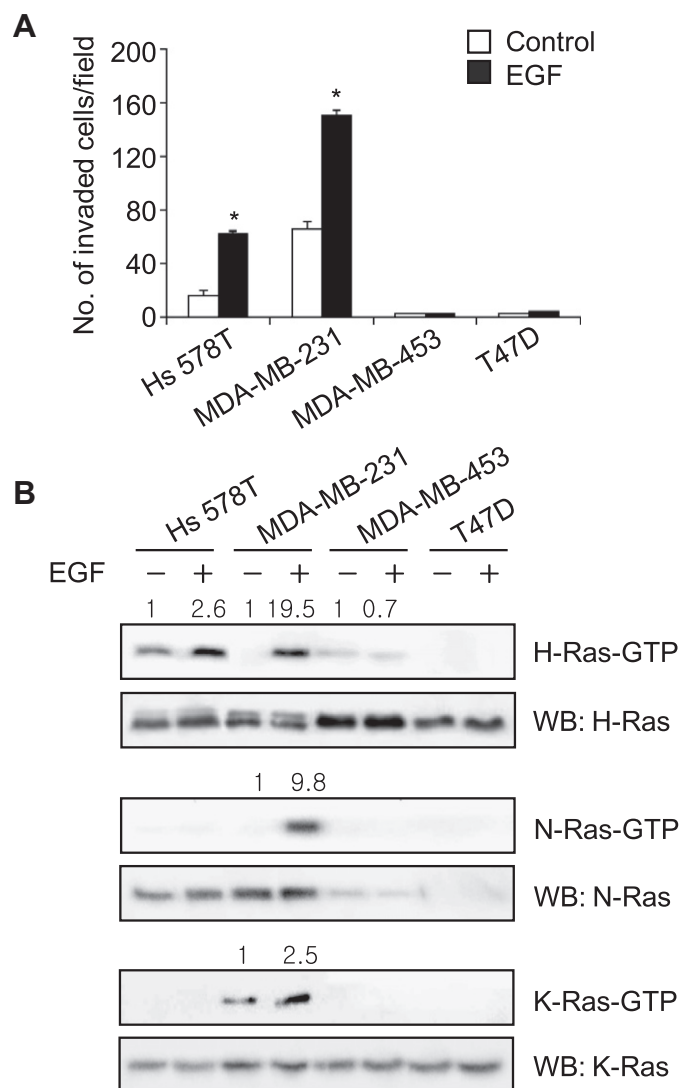 A
No. of invaded cells/field
200
160
120
80
40
0
Control
EGF
*
*
Hs 578T
MDA-MB-231
MDA-MB-453
T47D
B
Hs 578T
MDA-MB-231
MDA-MB-453
T47D
EGF − + − + − + − +
1 2.6 1 19.5 1 0.7
H-Ras-GTP
WB: H-Ras
1 9.8
N-Ras-GTP
WB: N-Ras
1 2.5
K-Ras-GTP
WB: K-Ras